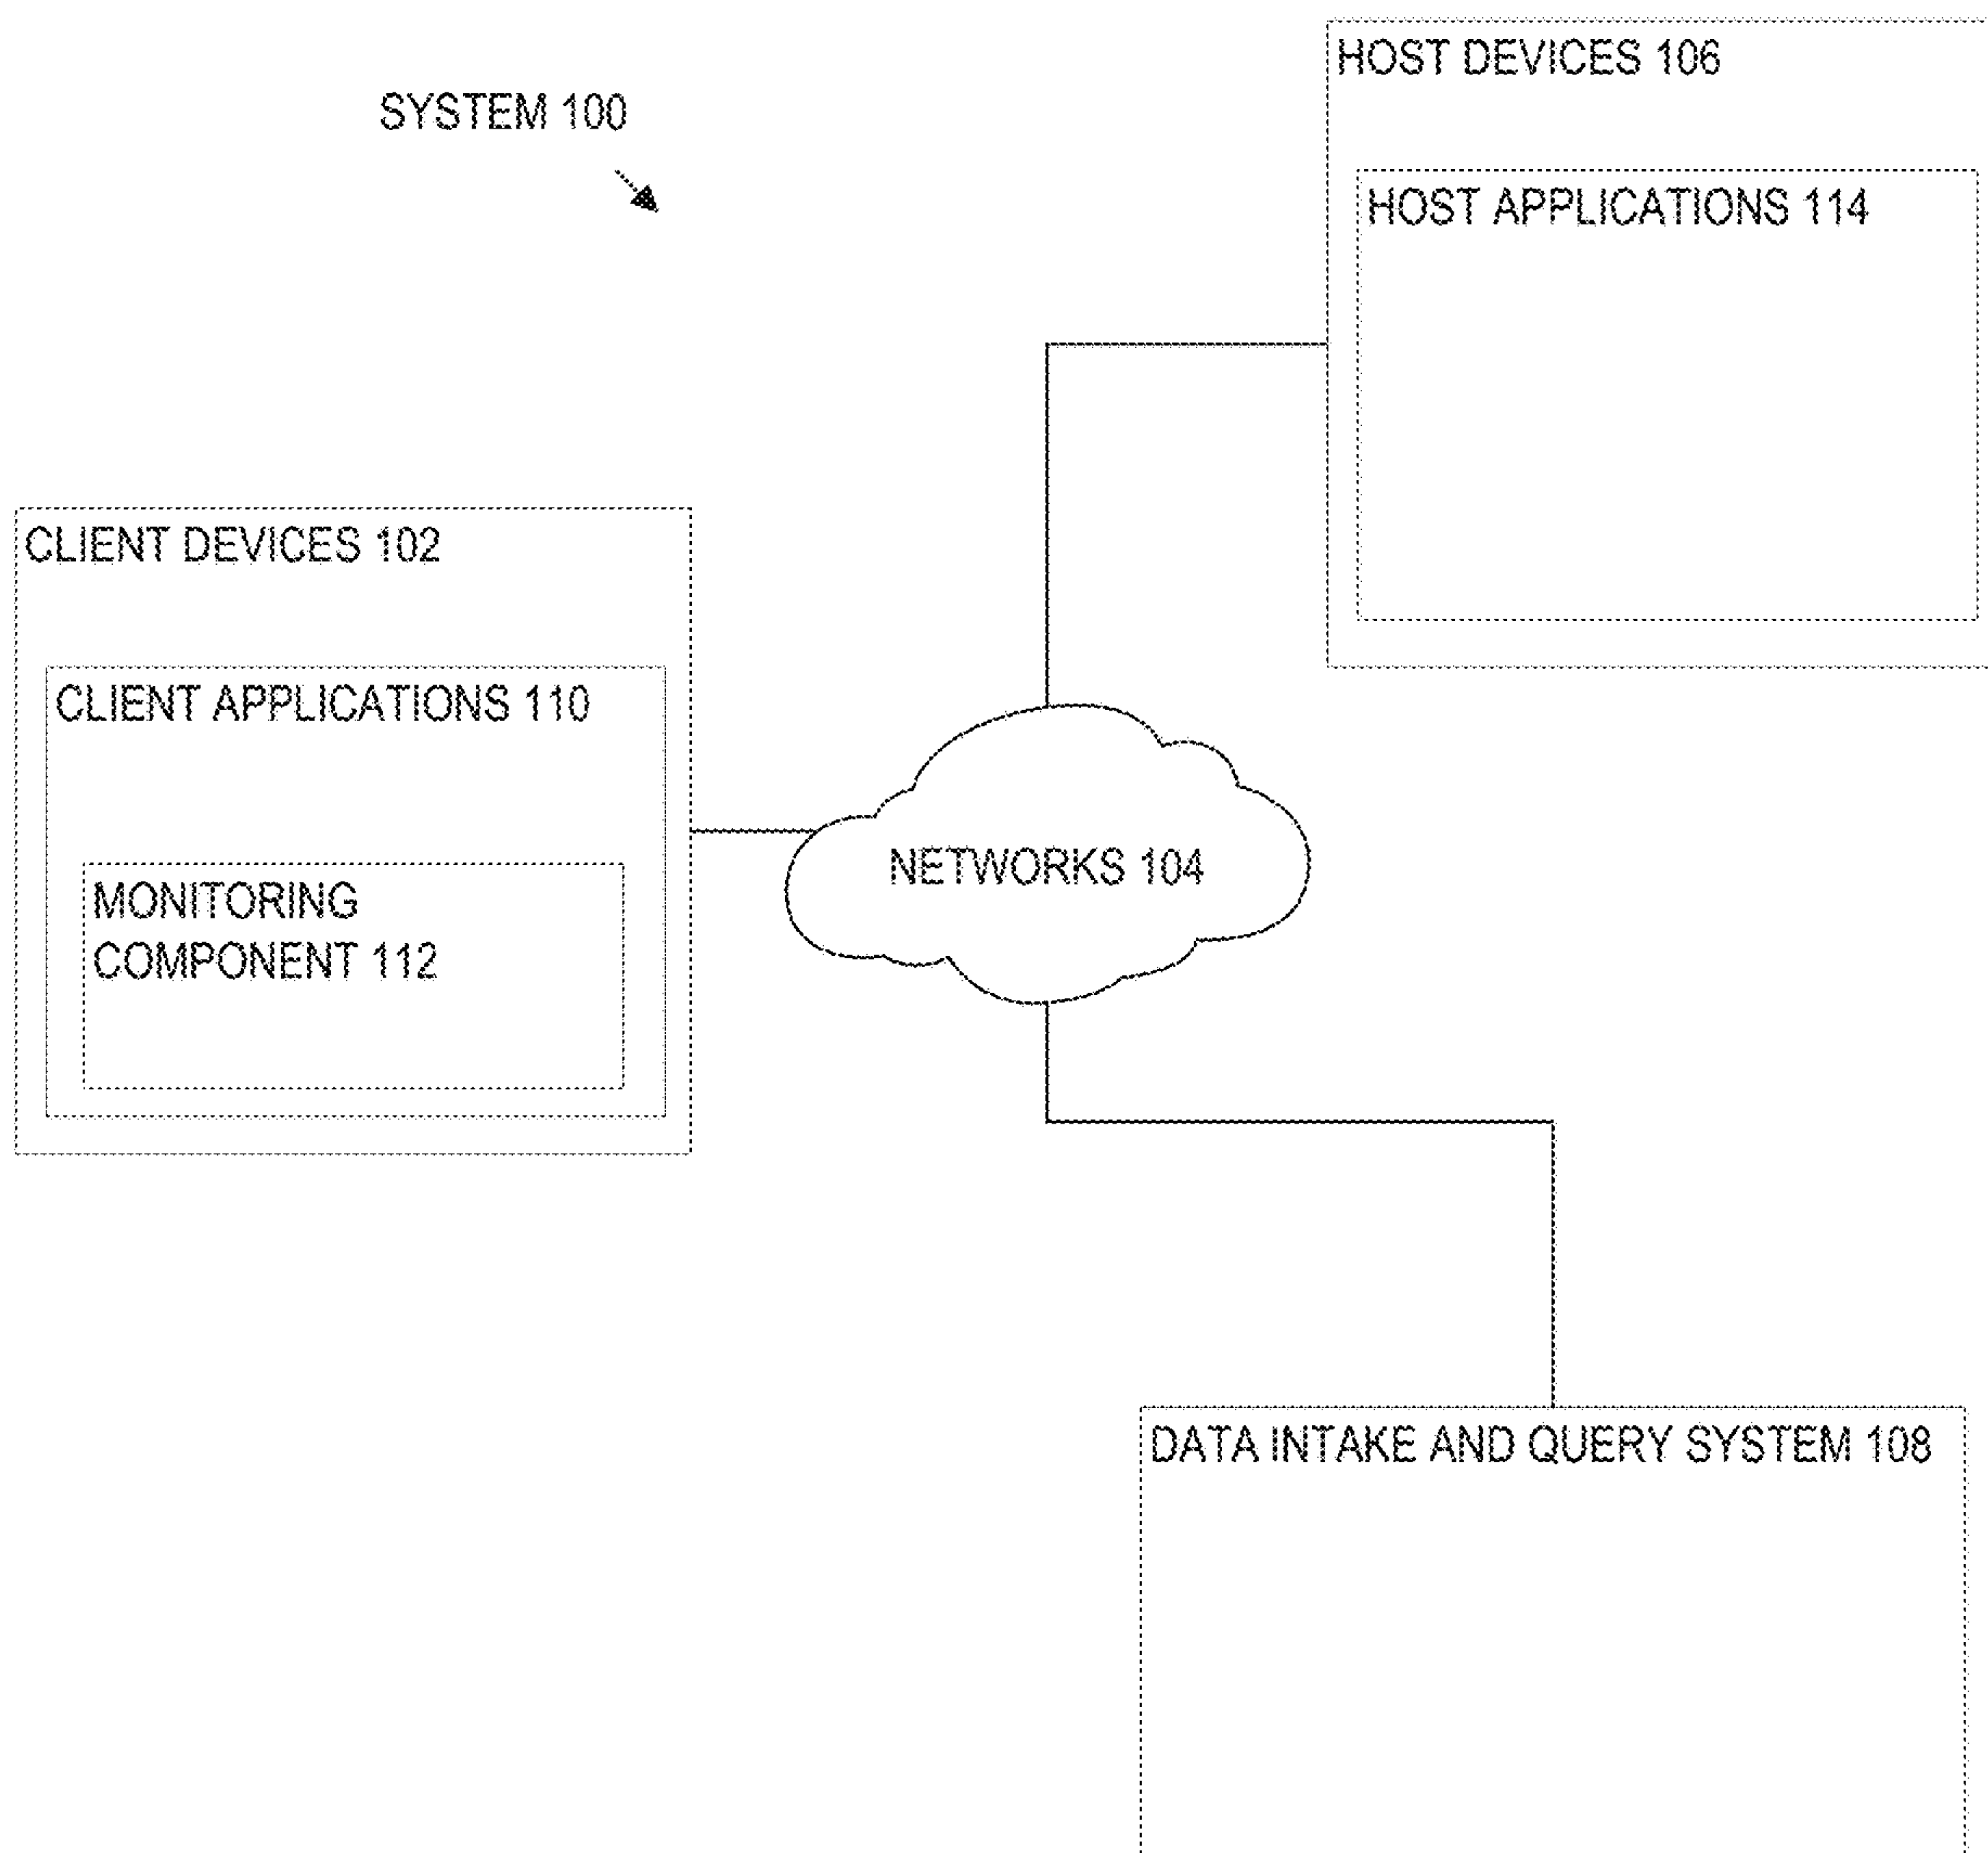 SYSTEM 100
HOST DEVICES 106
HOST APPLICATIONS 114
CLIENT DEVICES 102
CLIENT APPLICATIONS 110
MONITORING
COMPONENT 112
NETWORKS 104
DATA INTAKE AND QUERY SYSTEM 108